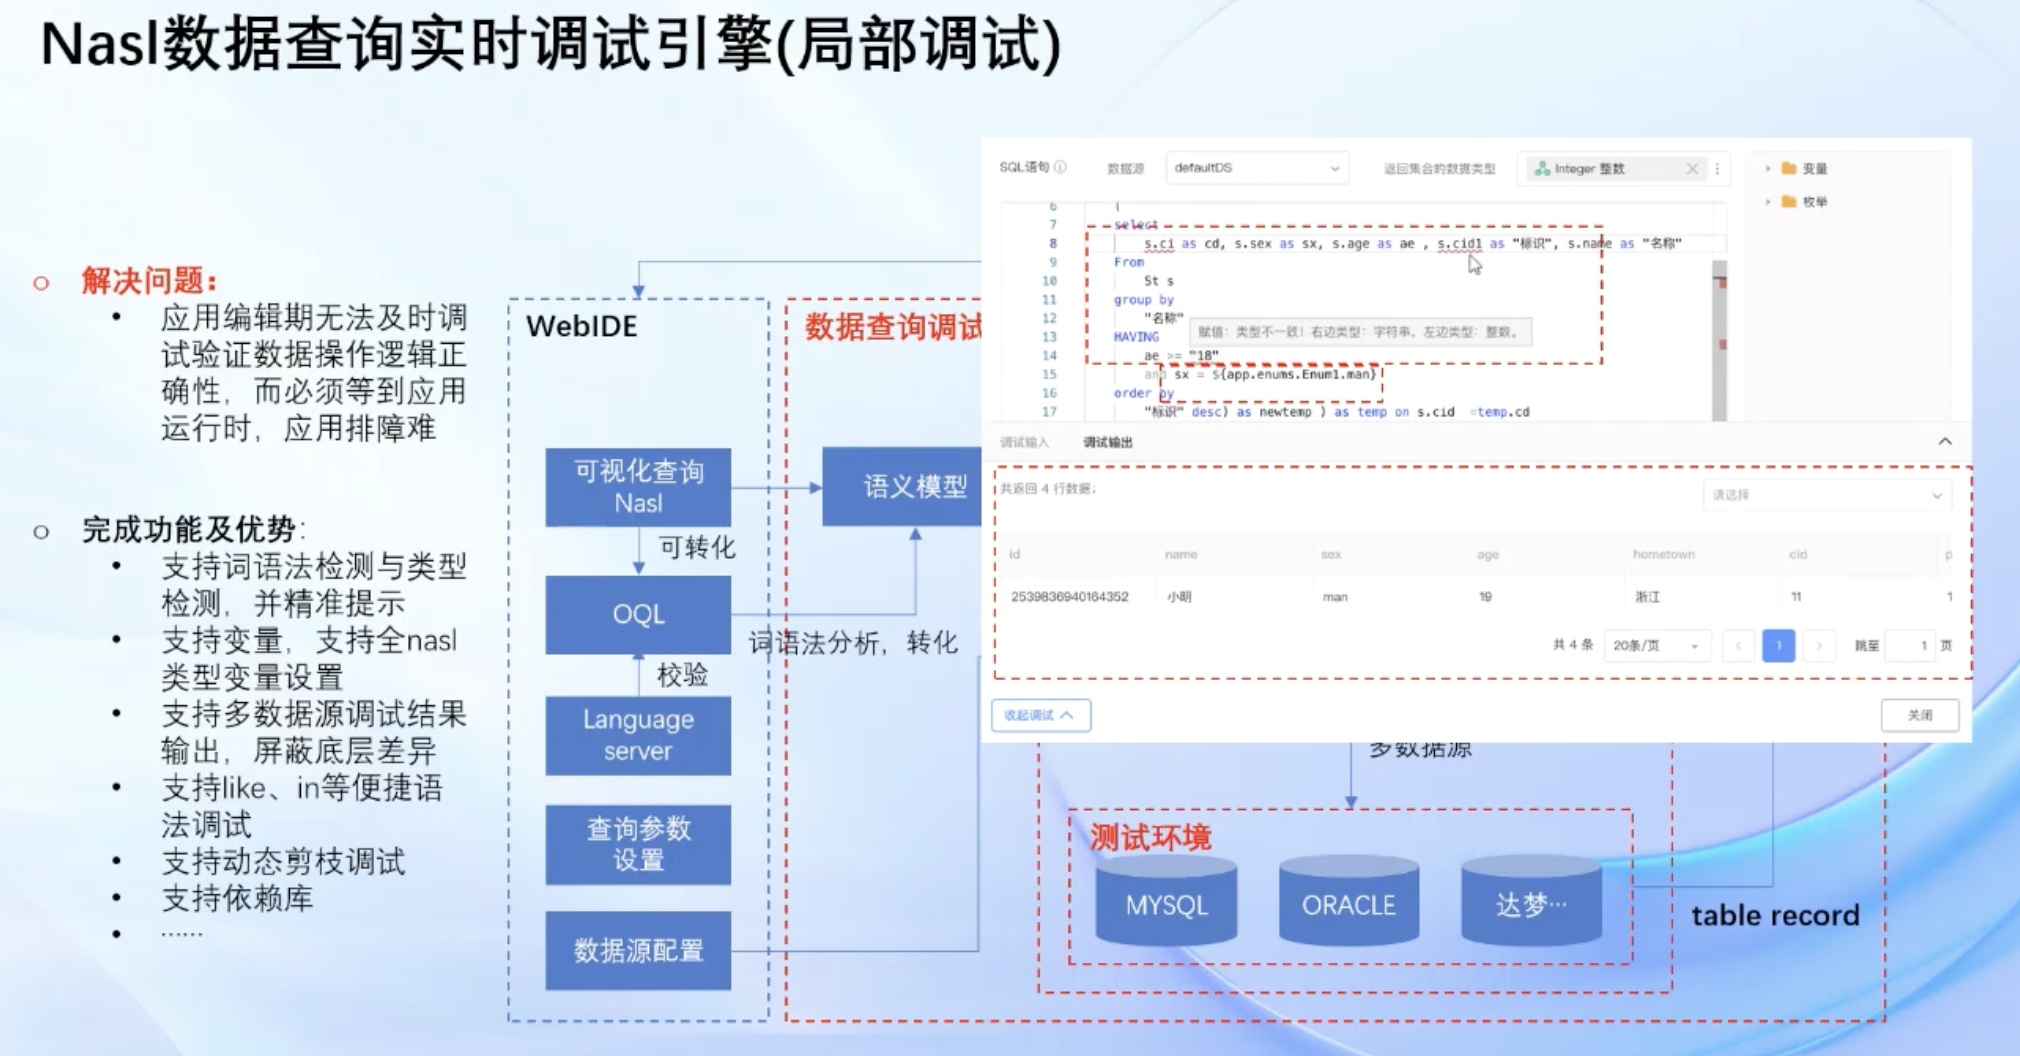 Nasl数据查询实时调试引擎(局部调试)
解决问题：
应用编辑期无法及时调
试验证数据操作逻辑正
确性，而必须等到应用
运行时，应用排障难
完成功能及优势：
支持词语法检测与类型
检测，并精准提示
支持变量，支持全nasl
类型变量设置
支持多数据源调试结果
输出，屏蔽底层差异
支持like、in等便捷语
法调试
支持动态剪枝调试
支持依赖库
……
WebIDE
可视化查询
Nasl
可转化
OQL
校验
Language
server
查询参数
设置
数据源配置
数据查询调试
语义模型
词语法分析，转化
SQL语句
数据源
defaultDS
返回集合的数据类型
Integer 整数
变量
枚举
6 (
7 select
8 s.ci as cd, s.sex as sx, s.age as ae , s.cid1 as "标识", s.name as "名称"
9 From
10 St s
11 group by
12 "名称"
赋值：类型不一致！右边类型：字符串，左边类型：整数。
13 HAVING
14 ae >= "18"
15 and sx = ${app.enums.Enum1.man}
16 order by
17 "标识" desc) as newtemp ) as temp on s.cid =temp.cd
调试输入 调试输出
共返回 4 行数据;
请选择
id name sex age hometown cid p
2539836940164352 小明 man 19 浙江 11 1
共 4 条 20条/页 < 1 > 跳至 1 页
收起调试
关闭
多数据源
测试环境
MYSQL
ORACLE
达梦…
table record